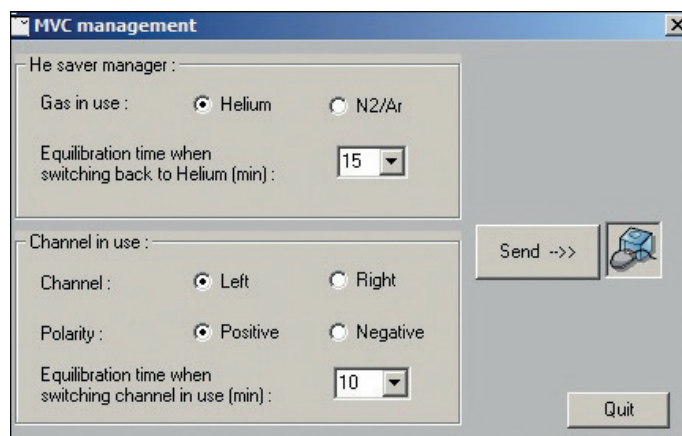 MVC management
He saver manager :
Gas in use : Helium N2/Ar
Equilibration time when
switching back to Helium (min) : 15
Channel in use :
Channel : Left Right
Polarity : Positive Negative
Equilibration time when
switching channel in use (min) : 10
Send -->>
Quit